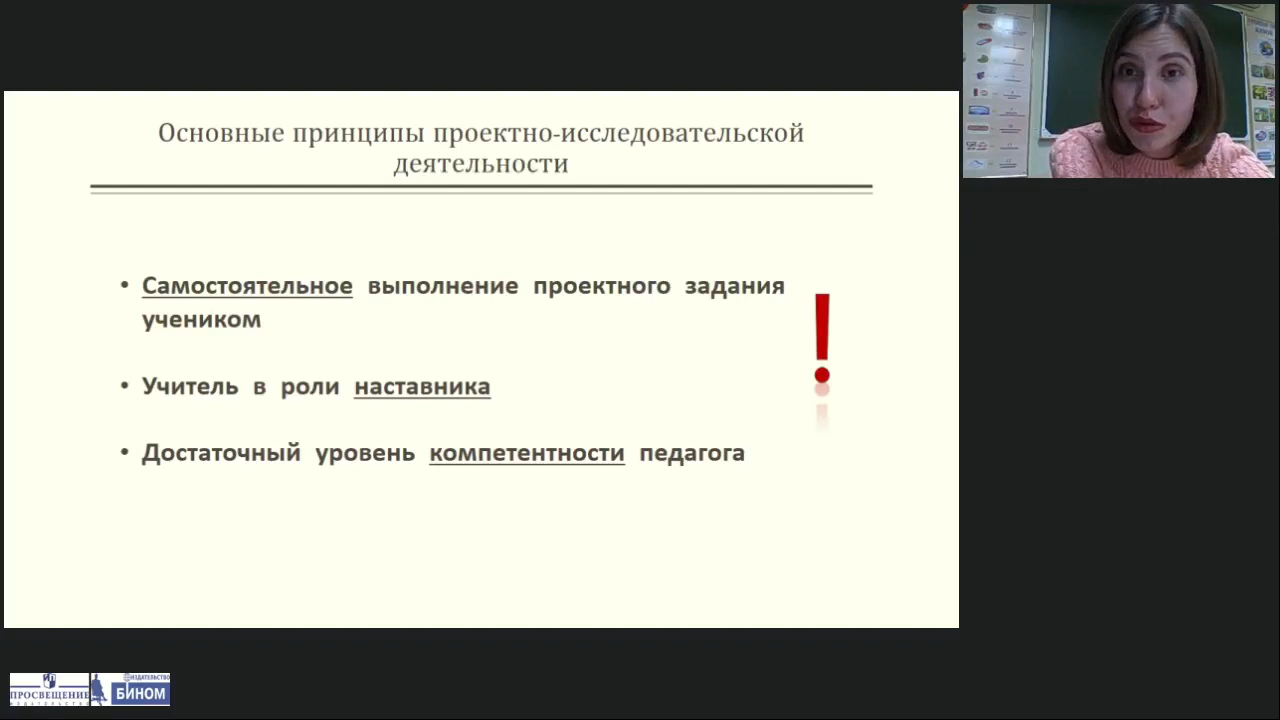 Основные принципы проектно-исследовательской
деятельности
• Самостоятельное выполнение проектного задания
учеником
• Учитель в роли наставника
• Достаточный уровень компетентности педагога
!
ПРОСВЕЩЕНИЕ
ИЗДАТЕЛЬСТВО
ИЗДАТЕЛЬСТВО
БИНОМ